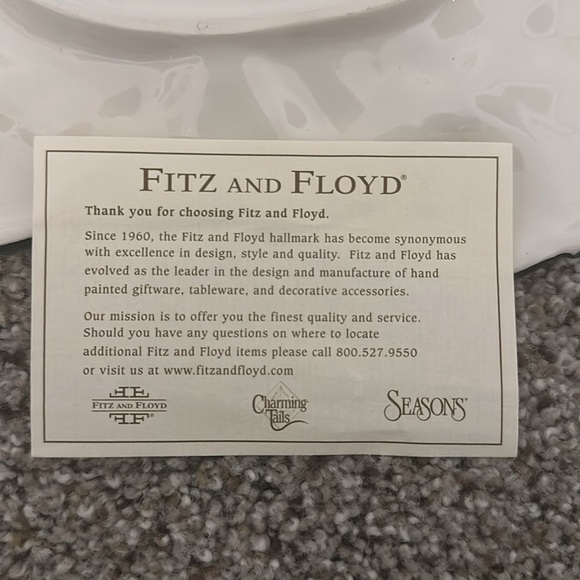 FITZ AND FLOYD®
Thank you for choosing Fitz and Floyd.
Since 1960, the Fitz and Floyd hallmark has become synonymous
with excellence in design, style and quality. Fitz and Floyd has
evolved as the leader in the design and manufacture of hand
painted giftware, tableware, and decorative accessories.
Our mission is to offer you the finest quality and service.
Should you have any questions on where to locate
additional Fitz and Floyd items please call 800.527.9550
or visit us at www.fitzandfloyd.com
FF
FITZ AND FLOYD
FF
Charming
Tails
SEASONS®